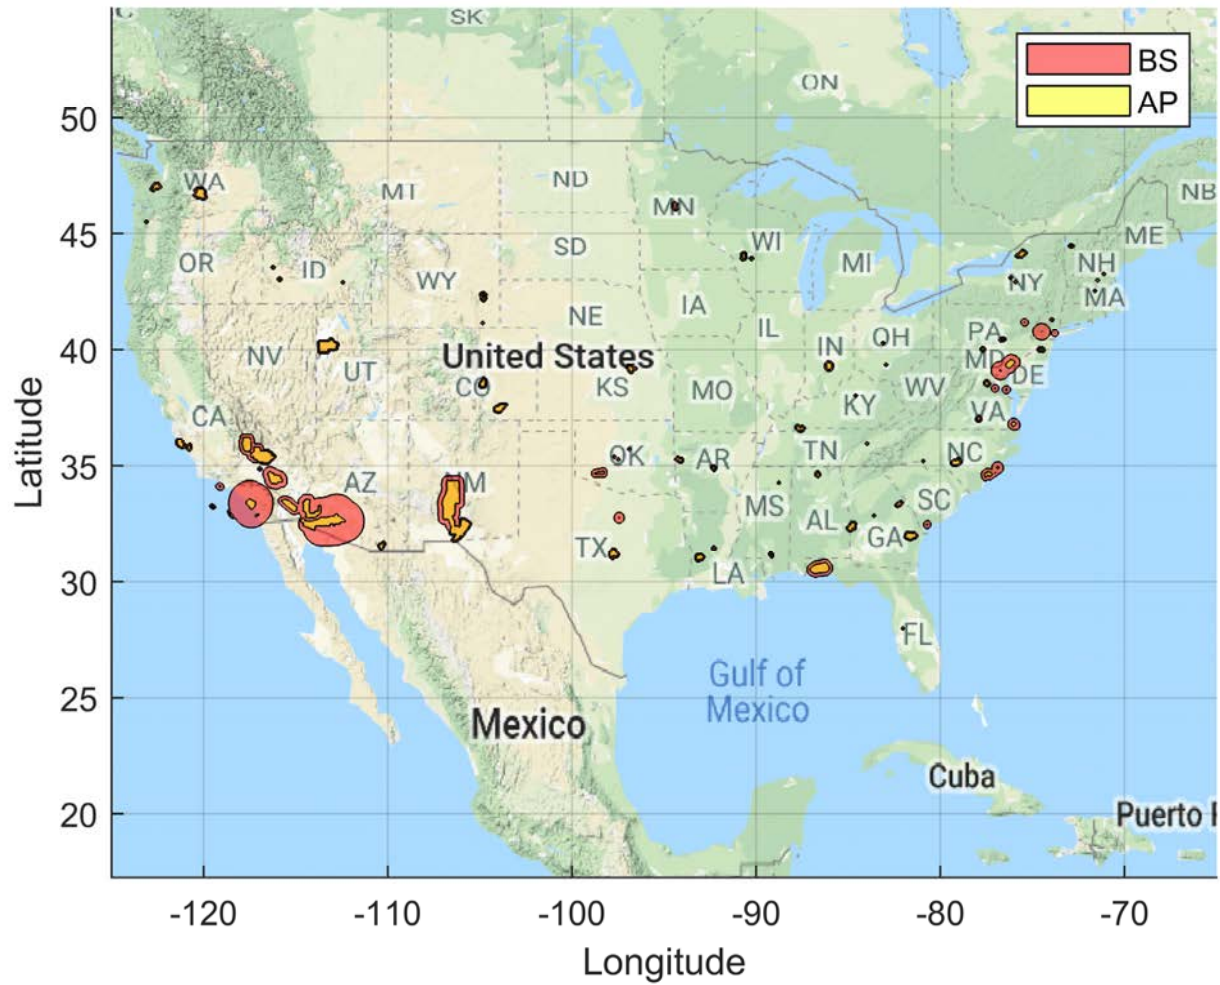 SK
ON
BS
AP
50
WA
MT
ND
MN
NB
45
OR
ID
WY
SD
WI
MI
ME
NY
NH
MA
40
NV
UT
NE
IA
IL
IN
OH
PA
United States
CO
KS
MO
WV
MD
DE
CA
KY
VA
35
AZ
NM
OK
AR
TN
NC
MS
AL
GA
SC
TX
30
LA
FL
25
Gulf of
Mexico
Mexico
Cuba
20
Puerto
Latitude
-120
-110
-100
-90
-80
-70
Longitude